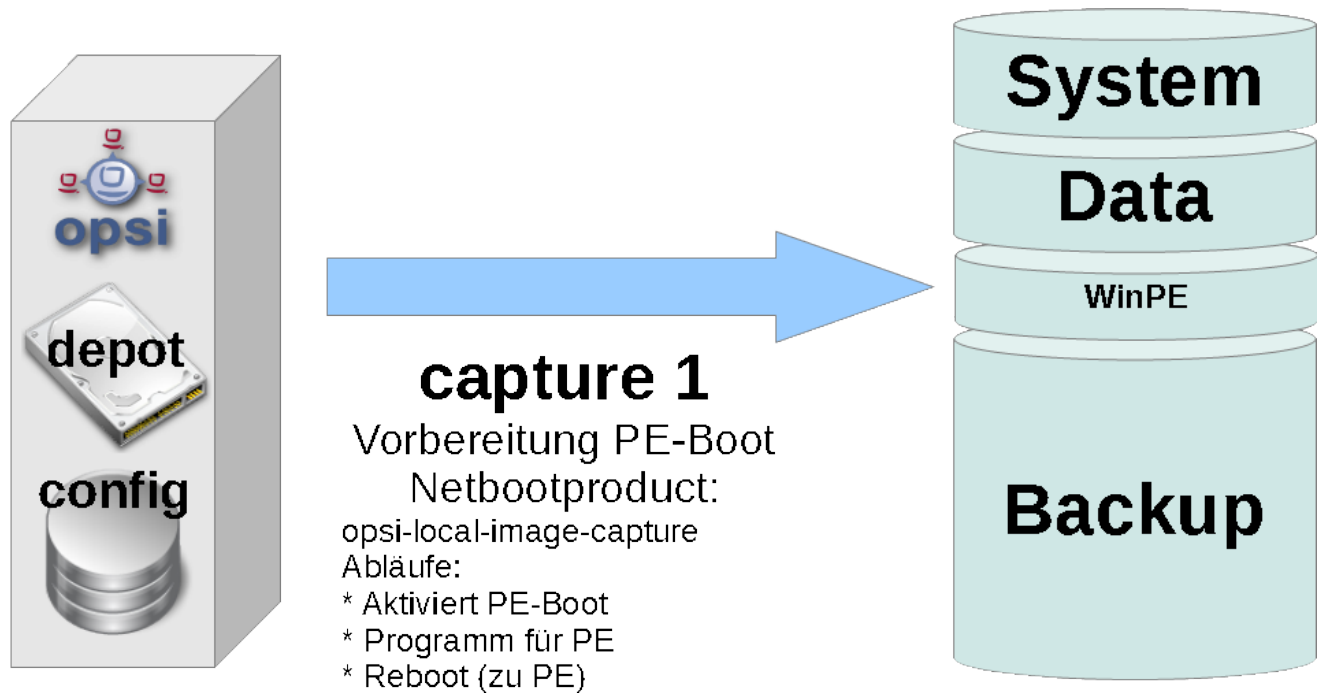 opsi
depot
config
capture 1
Vorbereitung PE-Boot
Netbootproduct:
opsi-local-image-capture
Abläufe:
* Aktiviert PE-Boot
* Programm für PE
* Reboot (zu PE)
System
Data
WinPE
Backup